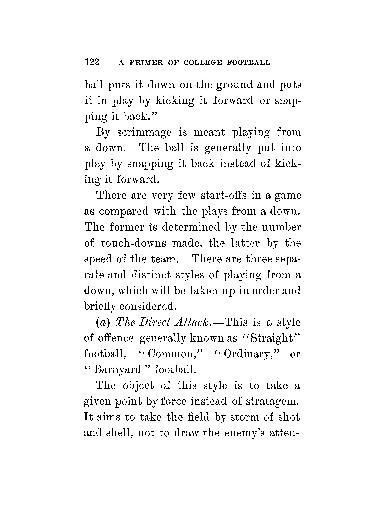 122 A PRIMER OF COLLEGE FOOTBALL
ball puts it down on the ground and puts
it in play by kicking it forward or snap-
ping it back."
By scrimmage is meant playing from
a down. The ball is generally put into
play by snapping it back instead of kick-
ing it forward.
There are very few start-offs in a game
as compared with the plays from a down.
The former is determined by the number
of touch-downs made, the latter by the
speed of the team. There are three sepa-
rate and distinct styles of playing from a
down, which will be taken up in order and
briefly considered.
(a) The Direct Attack.—This is a style
of offence generally known as "Straight"
football, "Common," "Ordinary," or
"Barnyard" football.
The object of this style is to take a
given point by force instead of stratagem.
It aims to take the field by storm of shot
and shell, not to draw the enemy's atten-